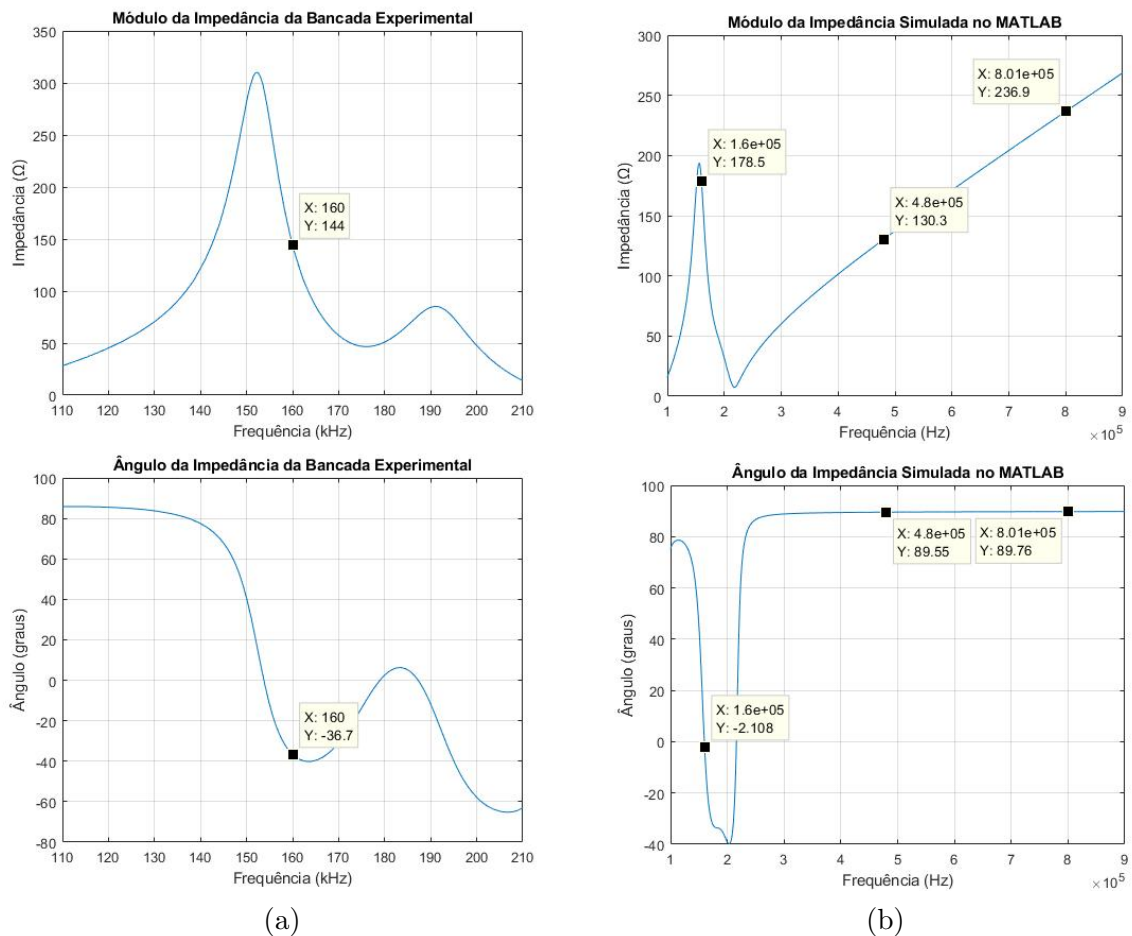 Módulo da Impedância da Bancada Experimental
350
300
250
200
150
100
50
0
Impedância (Ω)
X: 160
Y: 144
110 120 130 140 150 160 170 180 190 200 210
Frequência (kHz)
Módulo da Impedância Simulada no MATLAB
300
250
200
150
100
50
0
Impedância (Ω)
X: 1.6e+05
Y: 178.5
X: 8.01e+05
Y: 236.9
X: 4.8e+05
Y: 130.3
1 2 3 4 5 6 7 8 9
Frequência (Hz)
× 10^5
Ângulo da Impedância da Bancada Experimental
100
80
60
40
20
0
-20
-40
-60
-80
Ângulo (graus)
X: 160
Y: -36.7
110 120 130 140 150 160 170 180 190 200 210
Frequência (kHz)
Ângulo da Impedância Simulada no MATLAB
100
80
60
40
20
0
-20
-40
Ângulo (graus)
X: 4.8e+05
Y: 89.55
X: 8.01e+05
Y: 89.76
X: 1.6e+05
Y: -2.108
1 2 3 4 5 6 7 8 9
Frequência (Hz)
× 10^5
(a)
(b)